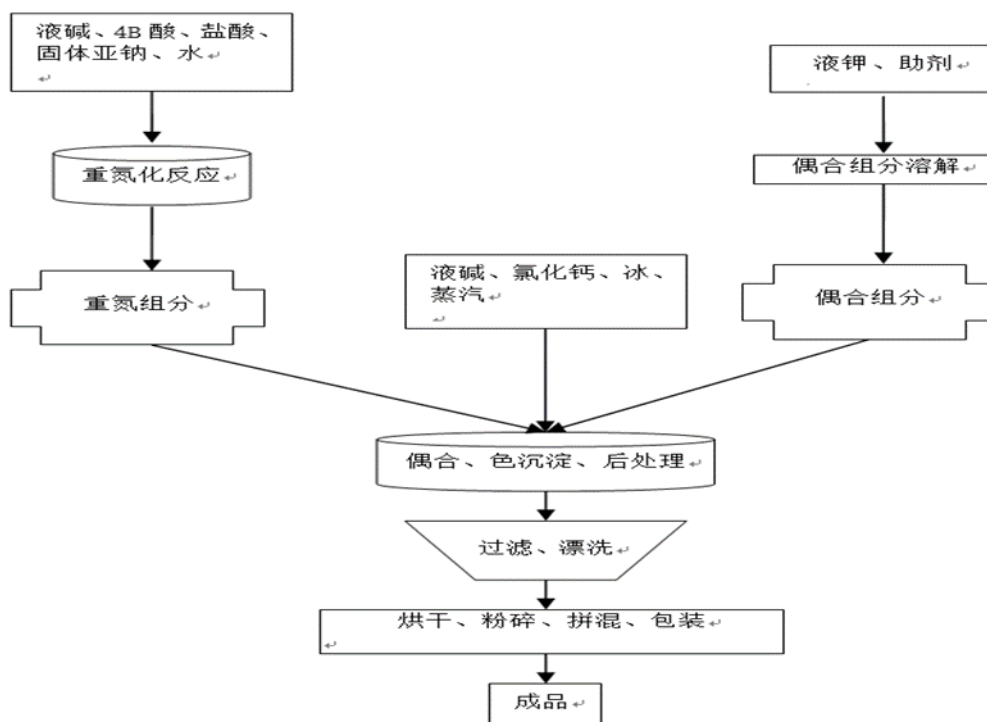 液碱、4B 酸、盐酸、
固体亚钠、水
液钾、助剂
重氮化反应
偶合组分溶解
重氮组分
液碱、氯化钙、冰、
蒸汽
偶合组分
偶合、色沉淀、后处理
过滤、漂洗
烘干、粉碎、拼混、包装
成品